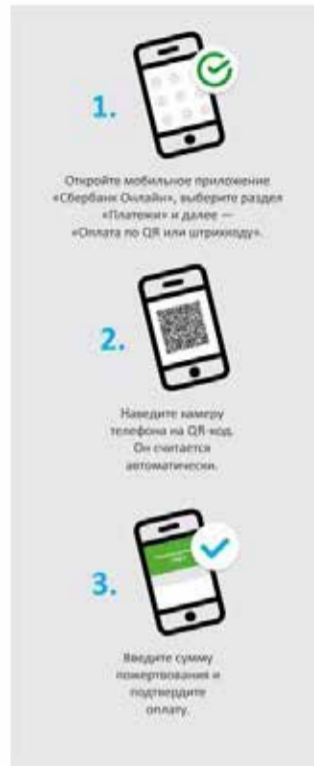 1.
Откройте мобильное приложение
«Сбербанк Онлайн», выберите раздел
«Платежи» и далее —
«Оплата по QR или штрихкоду».
2.
Наведите камеру
телефона на QR-код.
Он считается
автоматически.
3.
Введите сумму
пожертвования и
подтвердите
оплату.